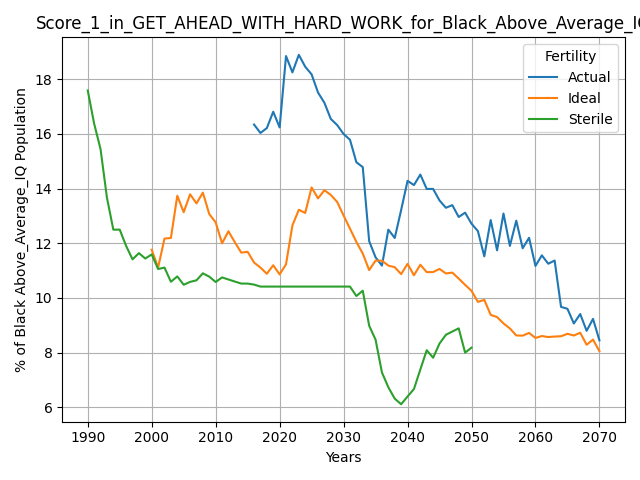 Score_1_in_GET_AHEAD_WITH_HARD_WORK_for_Black_Above_Average_IQ
Fertility
Actual
Ideal
Sterile
% of Black Above_Average_IQ Population
18
16
14
12
10
8
6
1990
2000
2010
2020
2030
2040
2050
2060
2070
Years